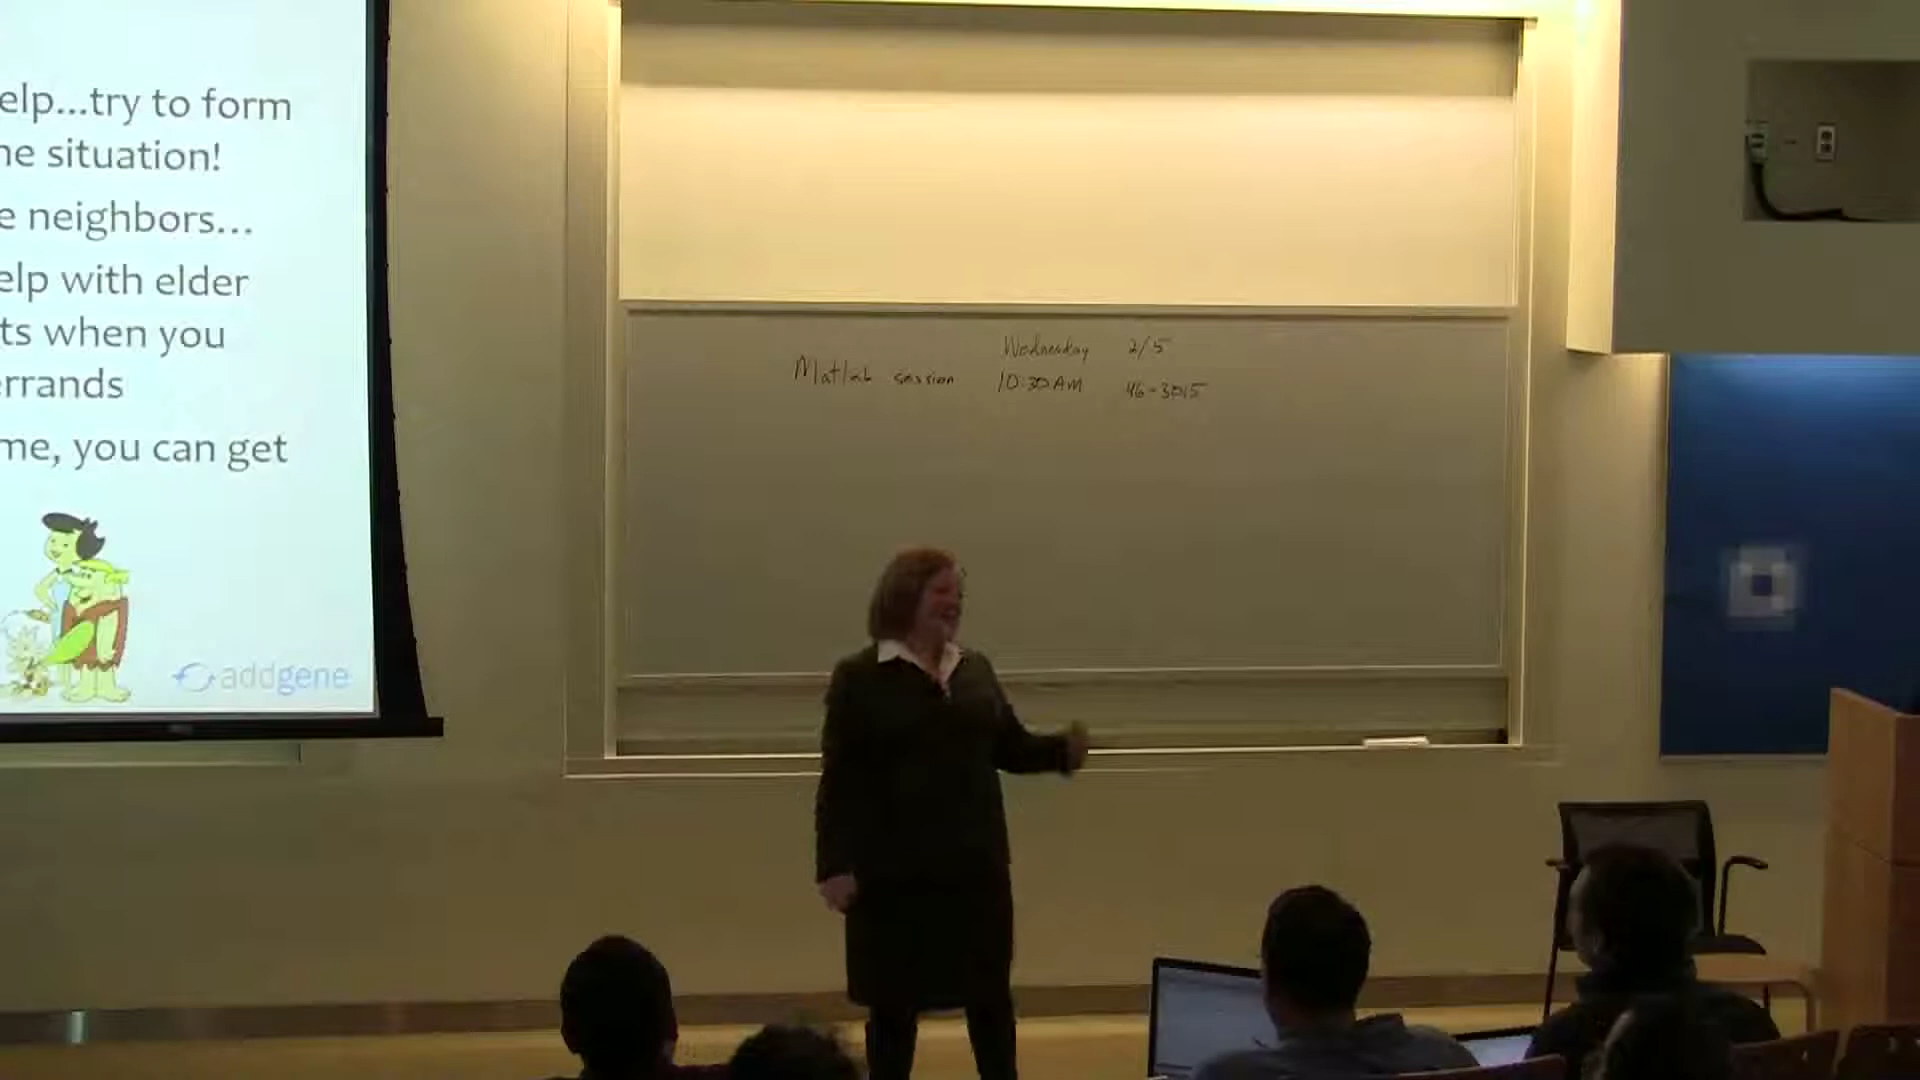 elp...try to form
he situation!
e neighbors...
elp with elder
ts when you
errands
me, you can get
addgene
Wednesday 2/5
Matlab session 10:30AM 46-3015